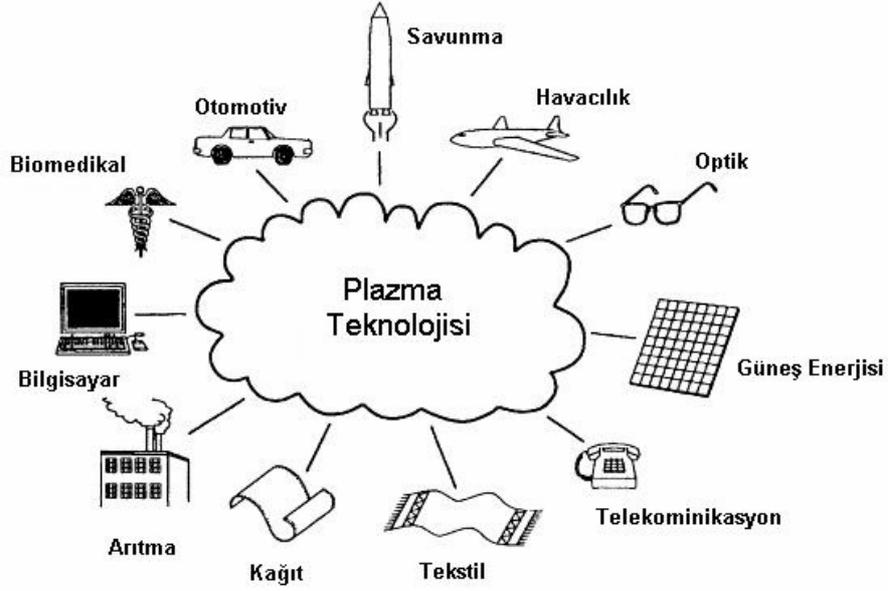 Savunma
Otomotiv
Havacılık
Biomedikal
Optik
Plazma
Teknolojisi
Bilgisayar
Güneş Enerjisi
Telekominikasyon
Arıtma
Kağıt
Tekstil